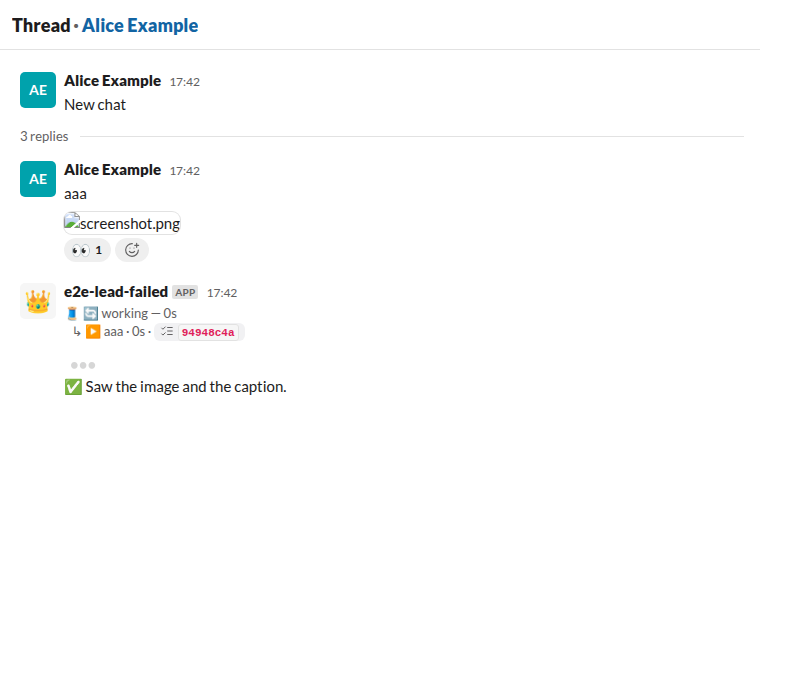 Thread • Alice Example
AE
Alice Example 17:42
New chat
3 replies
AE
Alice Example 17:42
aaa
screenshot.png
👀 1
e2e-lead-failed APP 17:42
🧵 🔄 working — 0s
↳ ▶️ aaa · 0s · 94948c4a
✅ Saw the image and the caption.